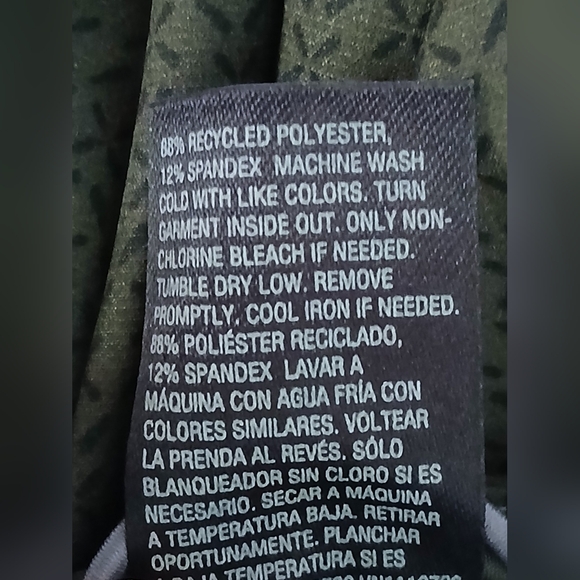 88% RECYCLED POLYESTER,
12% SPANDEX MACHINE WASH
COLD WITH LIKE COLORS. TURN
GARMENT INSIDE OUT. ONLY NON-
CHLORINE BLEACH IF NEEDED.
TUMBLE DRY LOW. REMOVE
PROMPTLY, COOL IRON IF NEEDED.
88% POLIÉSTER RECICLADO,
12% SPANDEX LAVAR A
MÁQUINA CON AGUA FRÍA CON
COLORES SIMILARES. VOLTEAR
LA PRENDA AL REVÉS. SÓLO
BLANQUEADOR SIN CLORO SI ES
NECESARIO. SECAR A MÁQUINA
A TEMPERATURA BAJA. RETIRAR
OPORTUNAMENTE. PLANCHAR
A BAJA TEMPERATURA SI ES